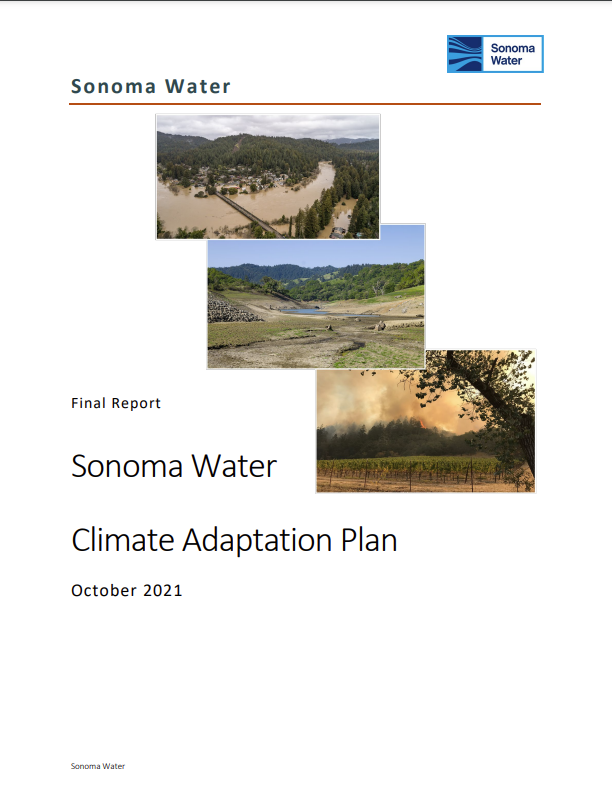 Sonoma
Water
Sonoma Water
Final Report
Sonoma Water
Climate Adaptation Plan
October 2021
Sonoma Water